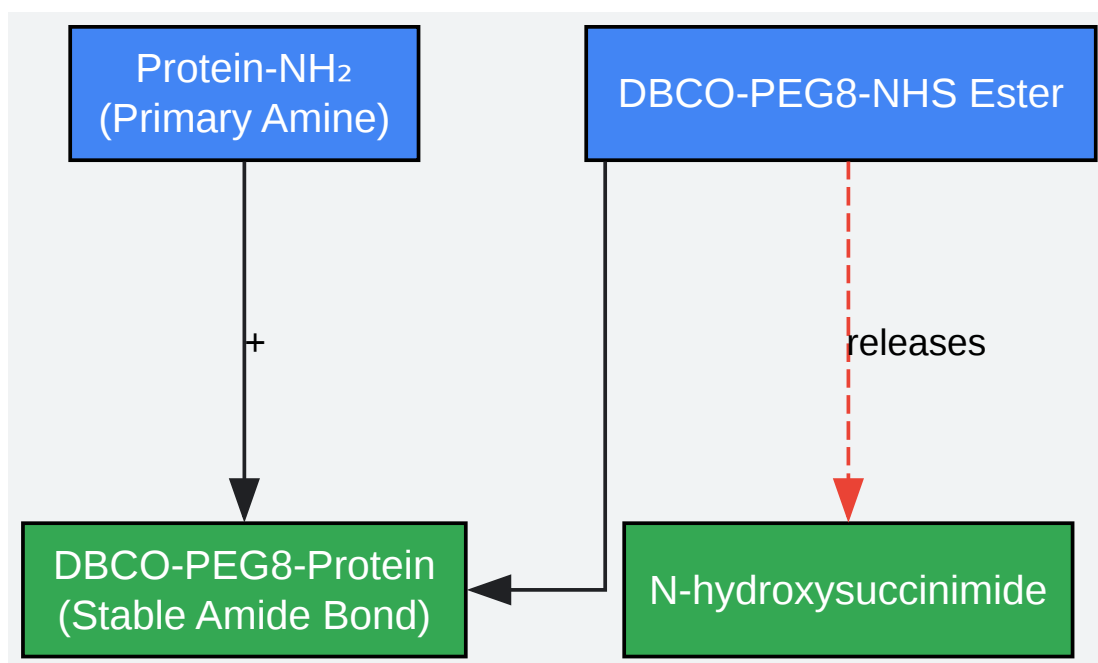 Protein-NH₂
(Primary Amine)
DBCO-PEG8-NHS Ester
+
releases
DBCO-PEG8-Protein
(Stable Amide Bond)
N-hydroxysuccinimide